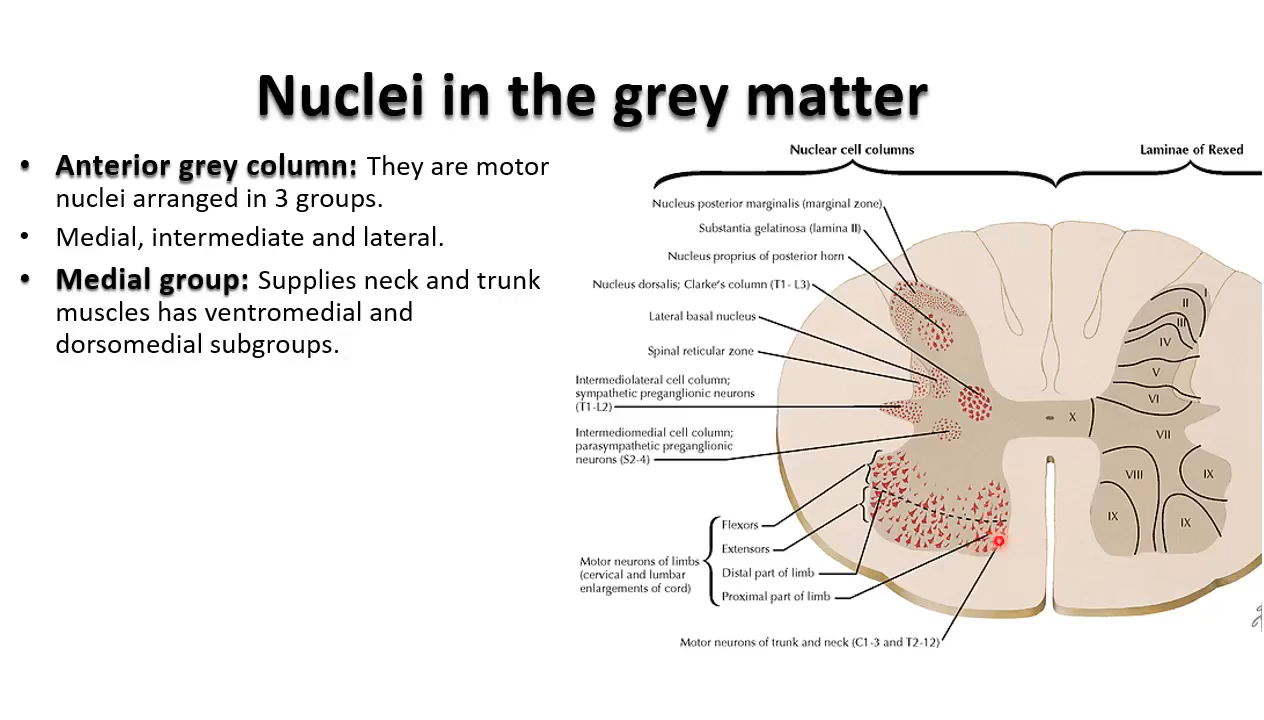 Nuclei in the grey matter
• Anterior grey column: They are motor
nuclei arranged in 3 groups.
• Medial, intermediate and lateral.
• Medial group: Supplies neck and trunk
muscles has ventromedial and
dorsomedial subgroups.
Nuclear cell columns
Laminae of Rexed
Nucleus posterior marginalis (marginal zone)
Substantia gelatinosa (lamina II)
Nucleus proprius of posterior horn
Nucleus dorsalis; Clarke's column (T1- L3)
Lateral basal nucleus
Spinal reticular zone
Intermediolateral cell column;
sympathetic preganglionic neurons
(T1-L2)
Intermediomedial cell column;
parasympathetic preganglionic
neurons (S2-4)
Flexors
Extensors
Motor neurons of limbs
(cervical and lumbar
enlargements of cord)
Distal part of limb
Proximal part of limb
Motor neurons of trunk and neck (C1-3 and T2-12)
I
II
III
IV
V
VI
X
VII
VIII
IX
IX
IX